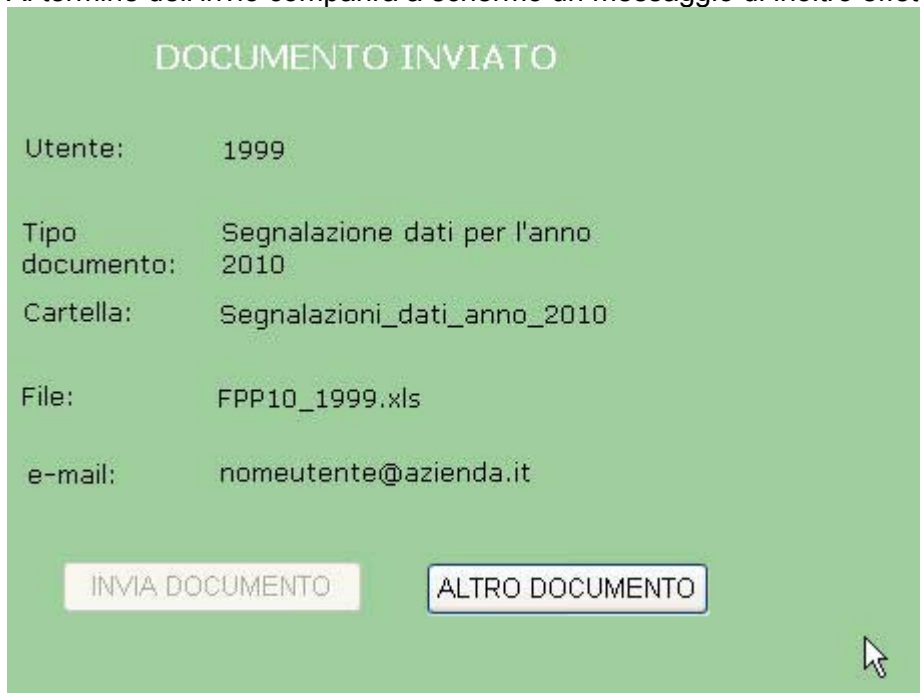 DOCUMENTO INVIATO
Utente: 1999
Tipo documento: Segnalazione dati per l'anno 2010
Cartella: Segnalazioni_dati_anno_2010
File: FPP10_1999.xls
e-mail: nomeutente@azienda.it
INVIA DOCUMENTO ALTRO DOCUMENTO